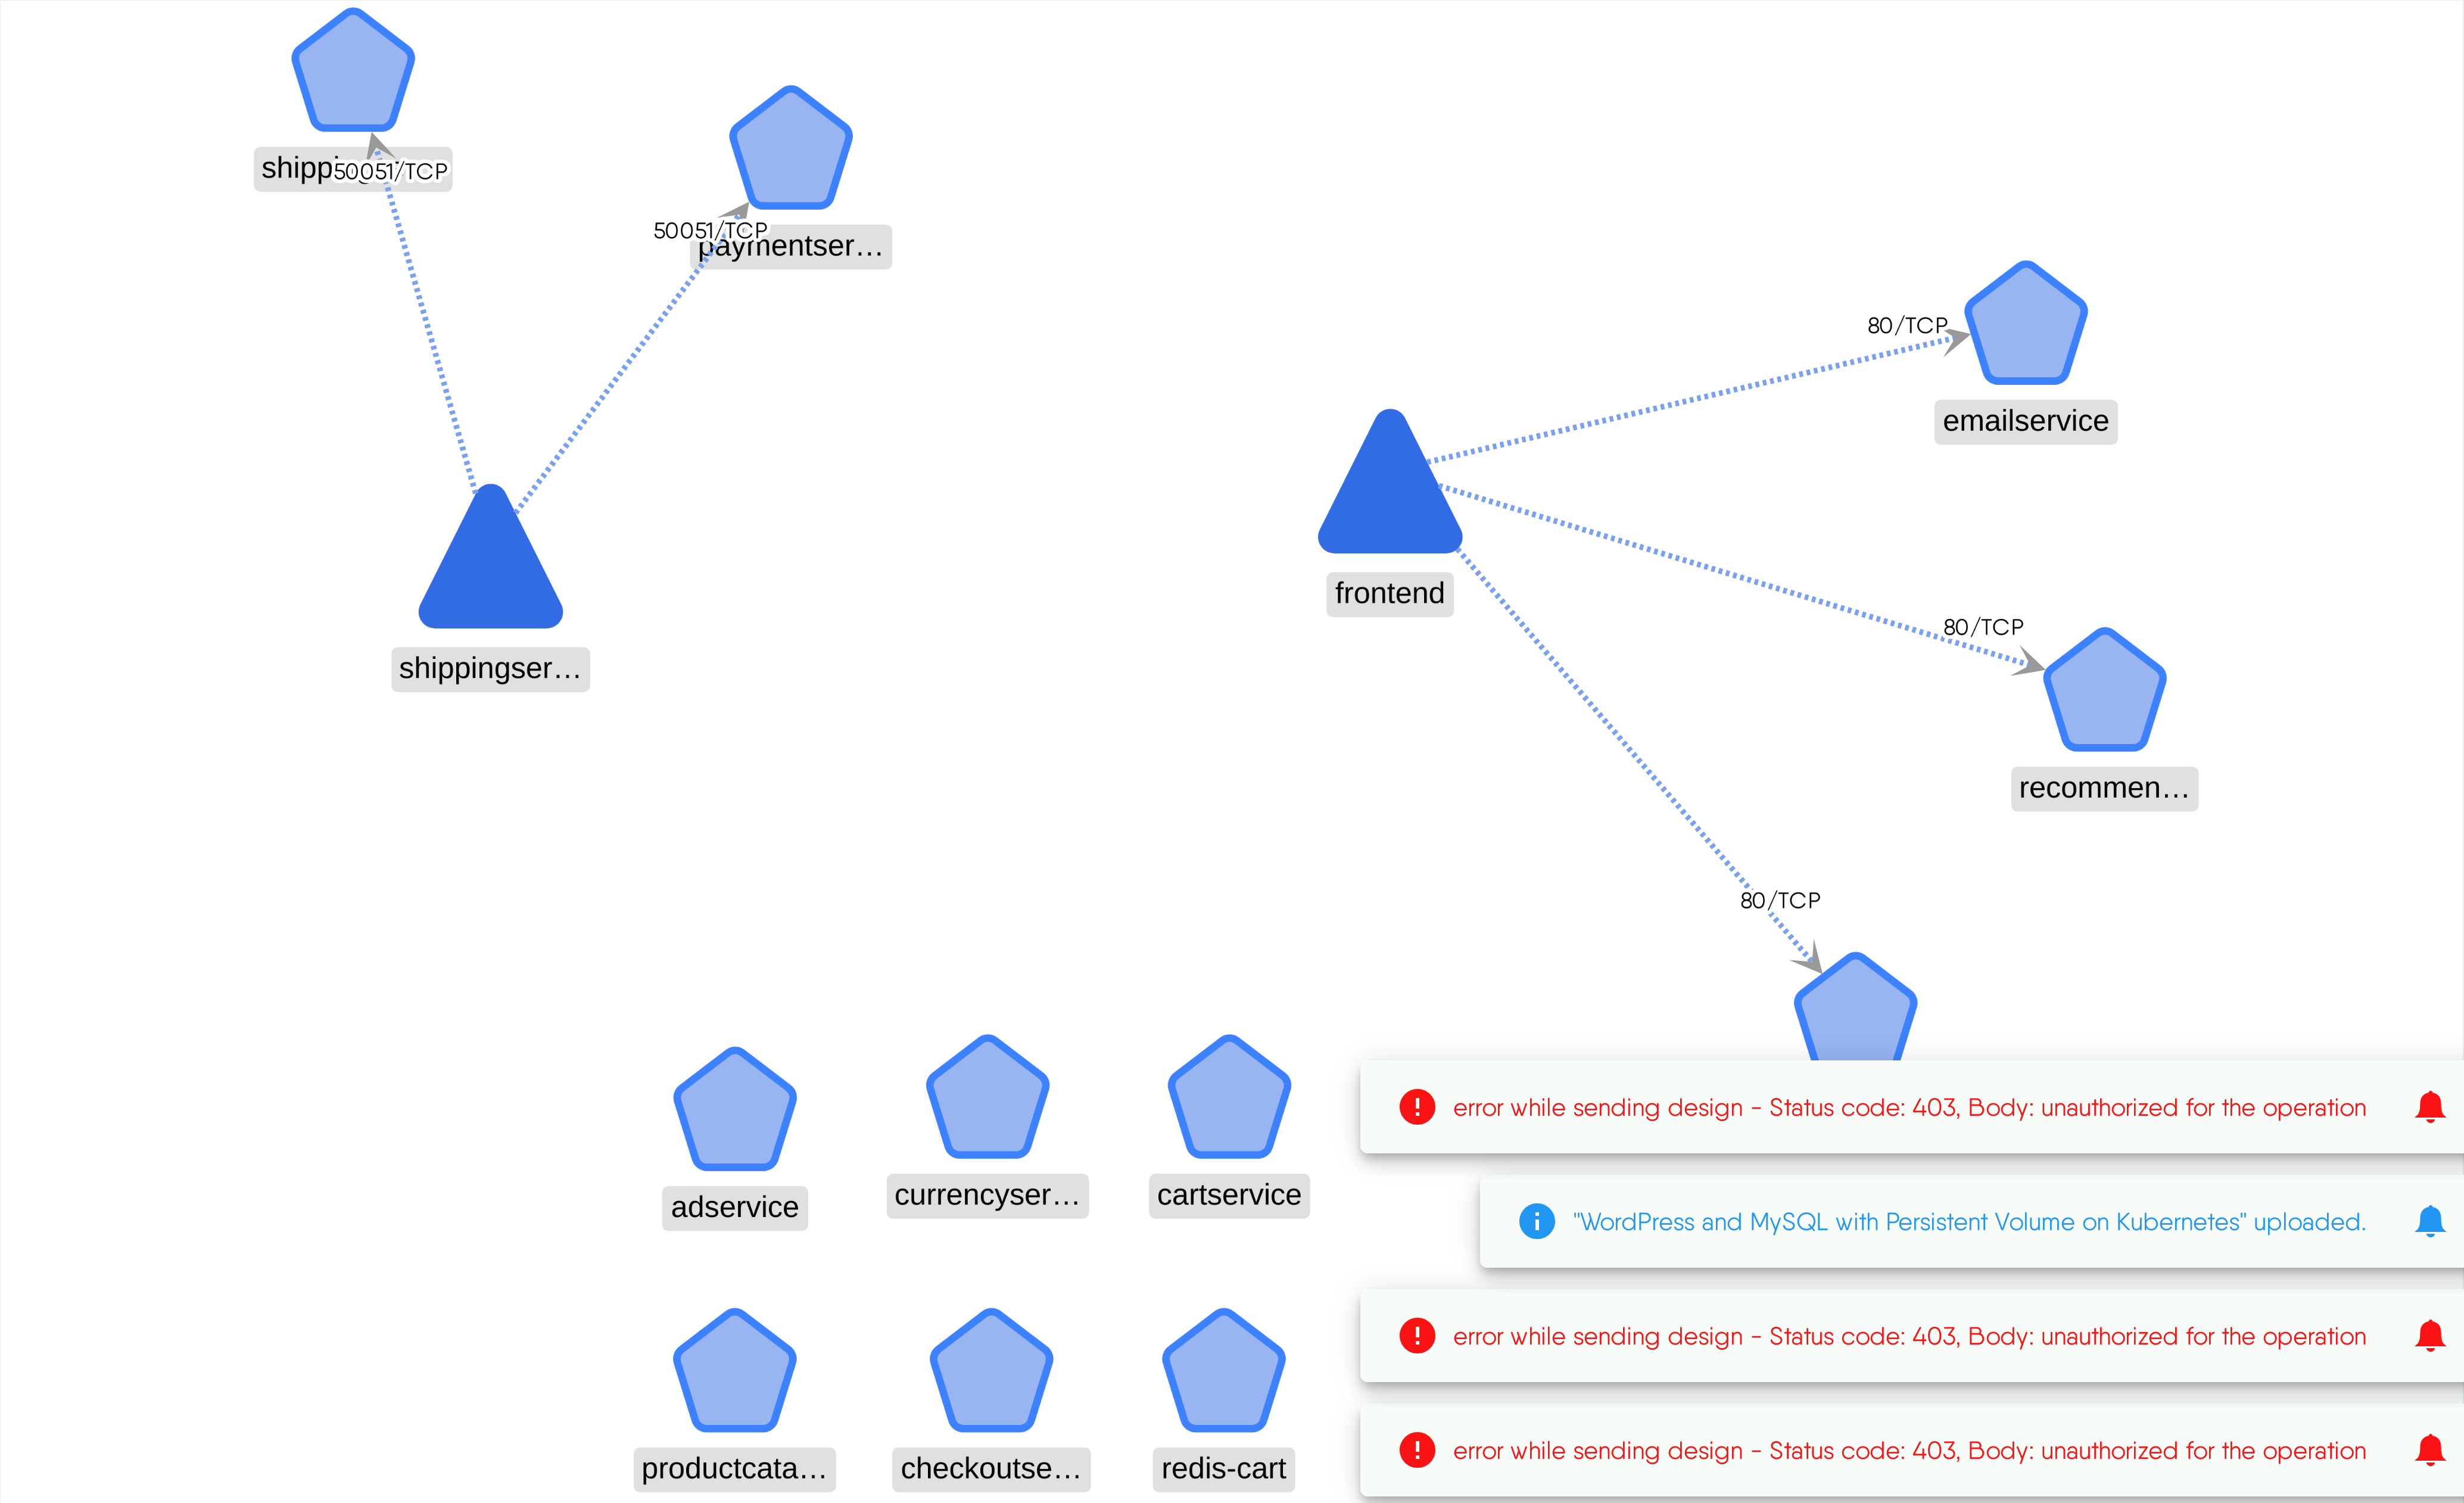 50051/TCP
50051/TCP
paymentser…
80/TCP
emailservice
frontend
80/TCP
shippingser…
recommen…
80/TCP
adservice
currencyser…
cartservice
error while sending design - Status code: 403, Body: unauthorized for the operation
"WordPress and MySQL with Persistent Volume on Kubernetes" uploaded.
error while sending design - Status code: 403, Body: unauthorized for the operation
productcata…
checkoutse…
redis-cart
error while sending design - Status code: 403, Body: unauthorized for the operation